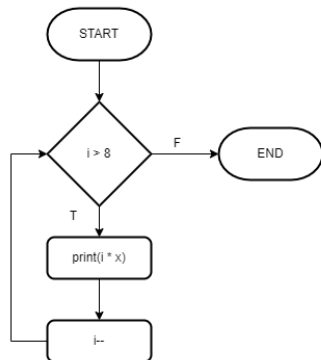 START
i > 8
F
END
T
print(i * x)
i--